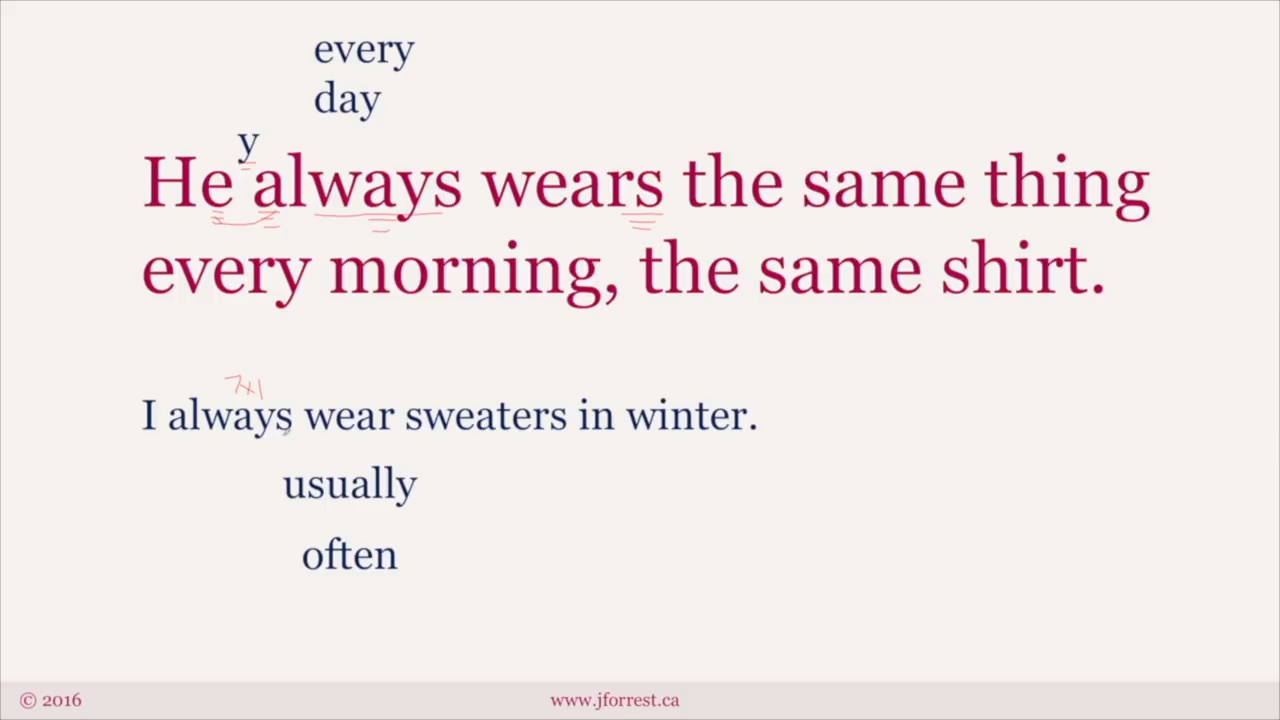 every
day
y
He always wears the same thing
every morning, the same shirt.
7x1
I always wear sweaters in winter.
usually
often
© 2016 www.jforrest.ca